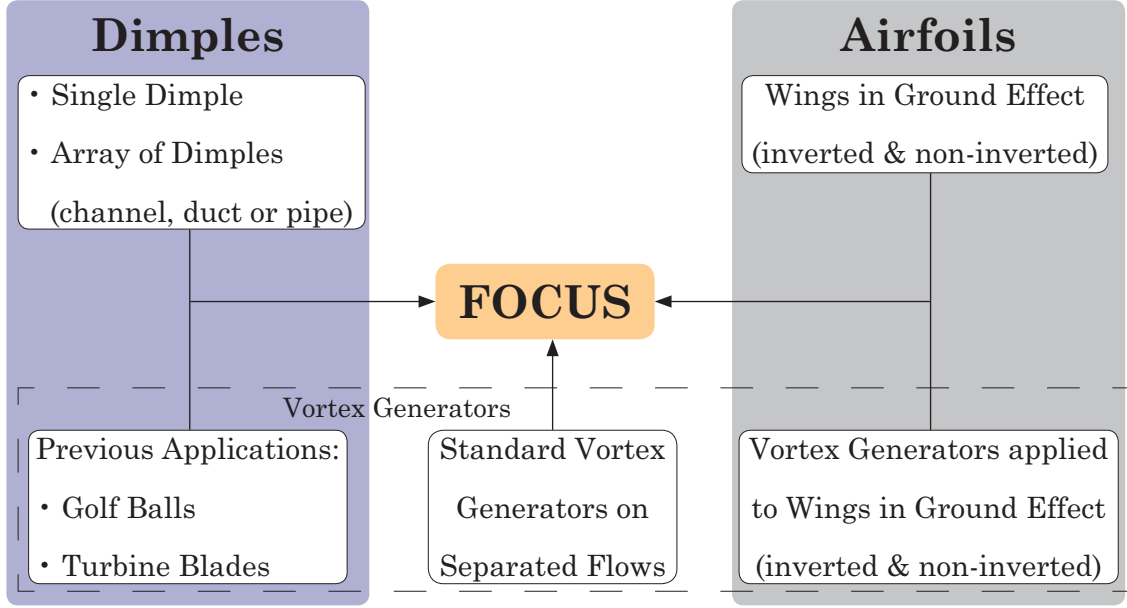 Dimples
• Single Dimple
• Array of Dimples
(channel, duct or pipe)
Airfoils
Wings in Ground Effect
(inverted & non-inverted)
FOCUS
Vortex Generators
Previous Applications:
• Golf Balls
• Turbine Blades
Standard Vortex
Generators on
Separated Flows
Vortex Generators applied
to Wings in Ground Effect
(inverted & non-inverted)